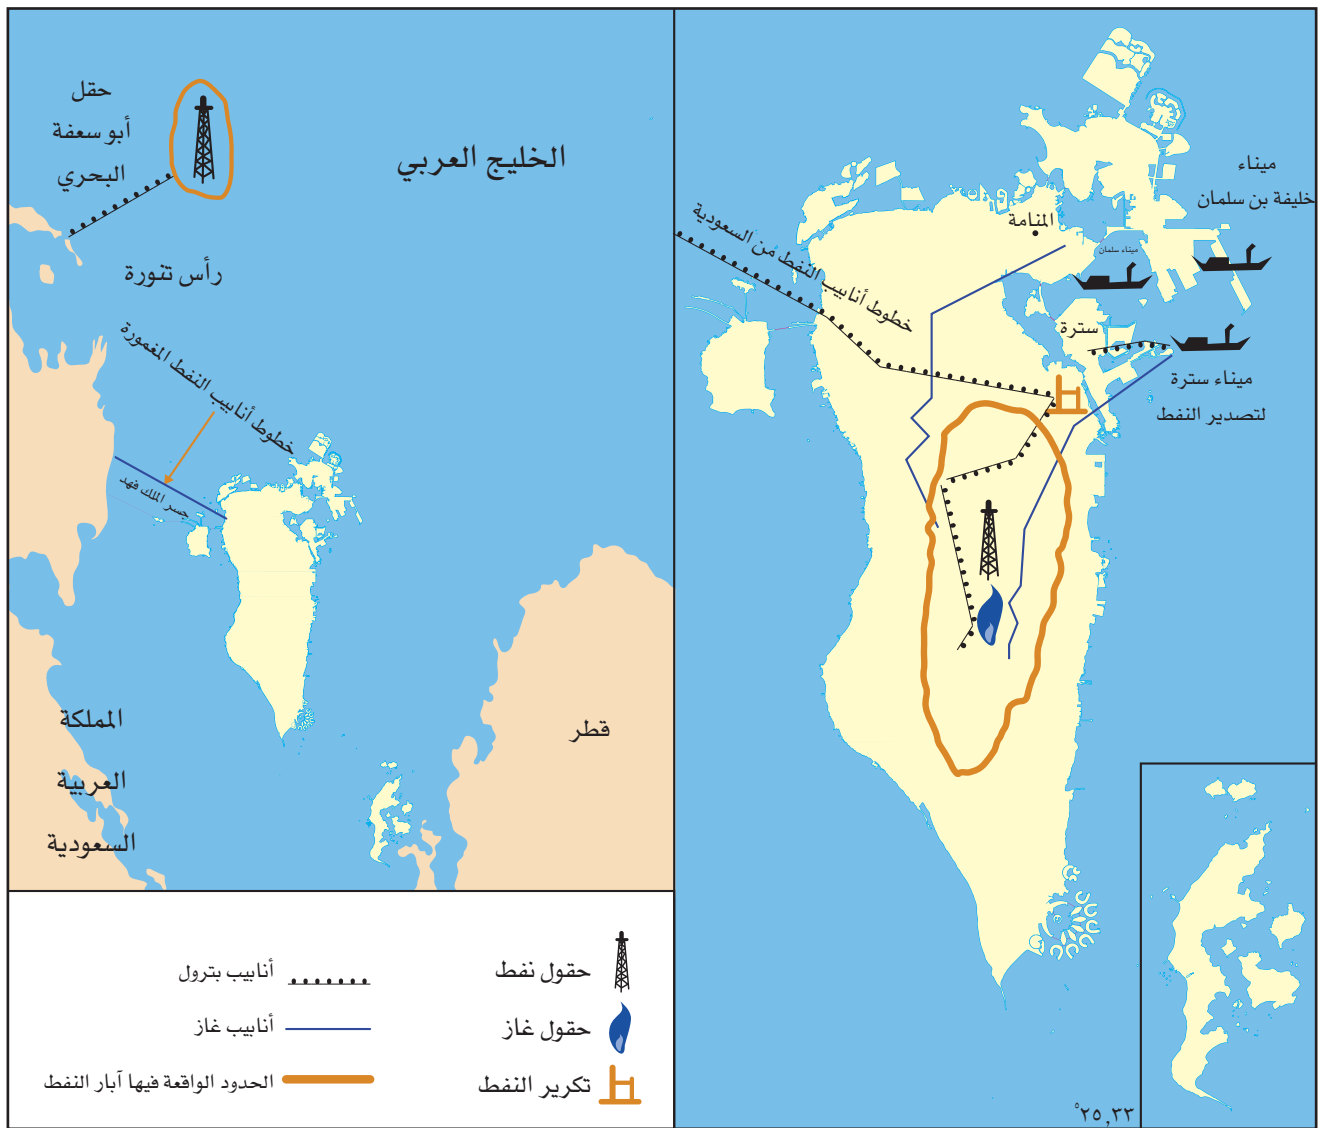 حقل
أبو سعفة
البحري
الخليج العربي
رأس تنورة
خطوط أنابيب النفط المغمورة
جسر الملك فهد
المملكة
العربية
السعودية
قطر
ميناء
خليفة بن سلمان
المنامة
ميناء سلمان
خطوط أنابيب النفط من السعودية
سترة
ميناء سترة
لتصدير النفط
٢٥,٣٣°
حقول نفط
أنابيب بترول
حقول غاز
أنابيب غاز
تكرير النفط
الحدود الواقعة فيها آبار النفط